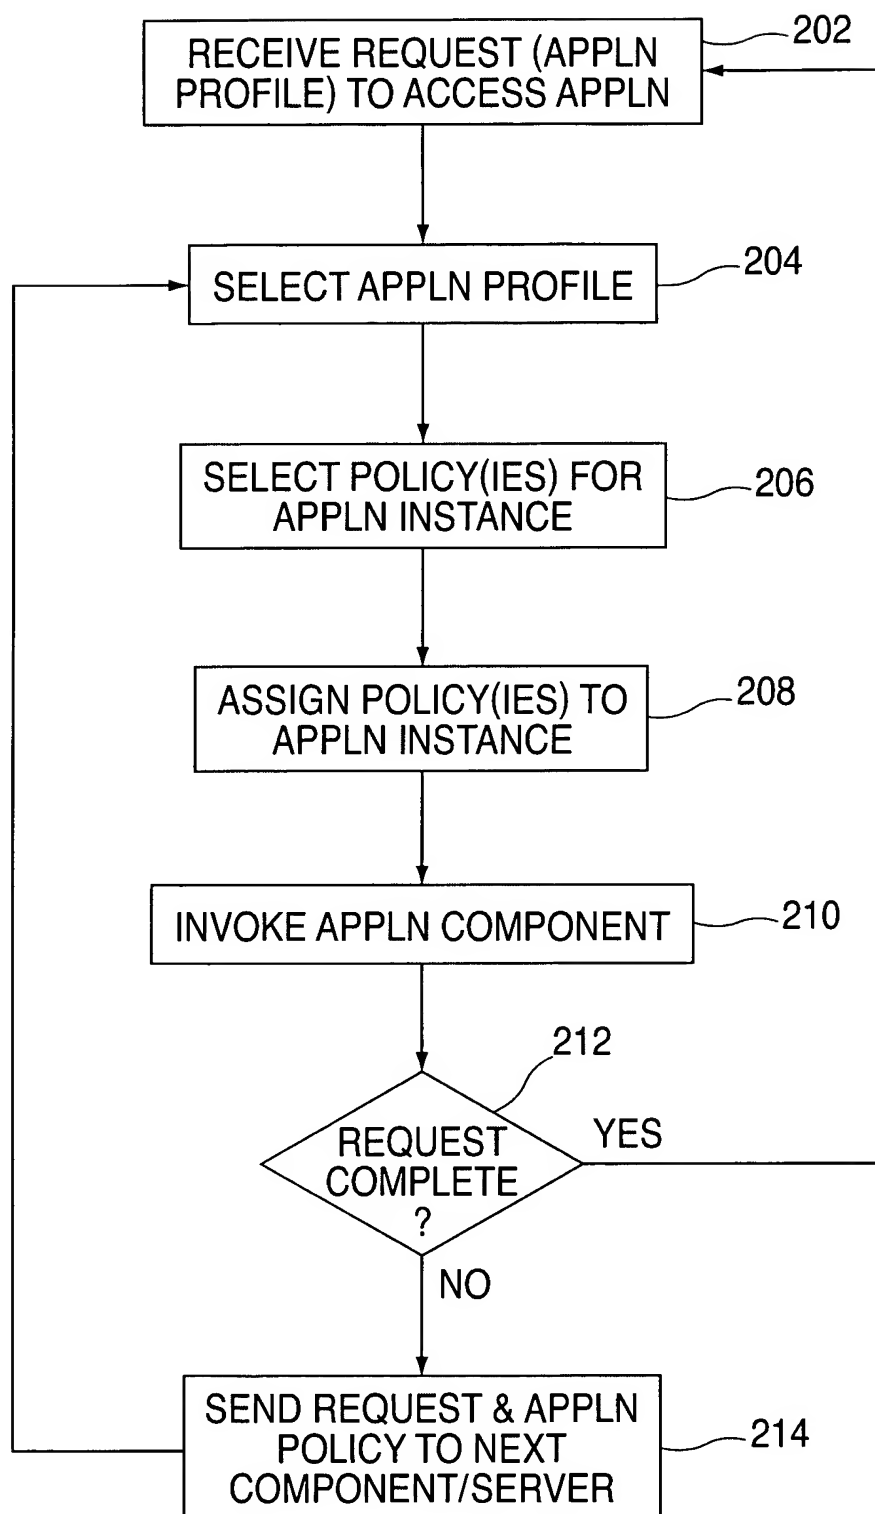 202
RECEIVE REQUEST (APPLN
PROFILE) TO ACCESS APPLN
204
SELECT APPLN PROFILE
SELECT POLICY(IES) FOR
APPLN INSTANCE
206
ASSIGN POLICY(IES) TO
APPLN INSTANCE
208
INVOKE APPLN COMPONENT
210
212
REQUEST
COMPLETE
?
YES
NO
SEND REQUEST & APPLN
POLICY TO NEXT
COMPONENT/SERVER
214